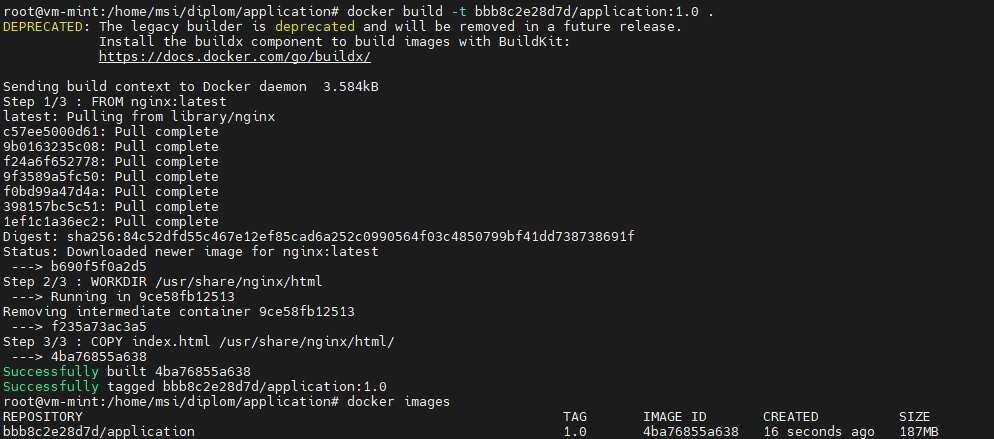 root@vm-mint:/home/msi/diplom/application# docker build -t bbb8c2e28d7d/application:1.0 .
DEPRECATED: The legacy builder is deprecated and will be removed in a future release.
            Install the buildx component to build images with BuildKit:
            https://docs.docker.com/go/buildx/

Sending build context to Docker daemon  3.584kB
Step 1/3 : FROM nginx:latest
latest: Pulling from library/nginx
c57ee5000d61: Pull complete
9b0163235c08: Pull complete
f24a6f652778: Pull complete
9f3589a5fc50: Pull complete
f0bd99a47d4a: Pull complete
398157bc5c51: Pull complete
1ef1c1a36ec2: Pull complete
Digest: sha256:84c52dfd55c467e12ef85cad6a252c0990564f03c4850799bf41dd738738691f
Status: Downloaded newer image for nginx:latest
 ---> b690f5f0a2d5
Step 2/3 : WORKDIR /usr/share/nginx/html
 ---> Running in 9ce58fb12513
Removing intermediate container 9ce58fb12513
 ---> f235a73ac3a5
Step 3/3 : COPY index.html /usr/share/nginx/html/
 ---> 4ba76855a638
Successfully built 4ba76855a638
Successfully tagged bbb8c2e28d7d/application:1.0
root@vm-mint:/home/msi/diplom/application# docker images
REPOSITORY                                                            TAG       IMAGE ID       CREATED          SIZE
bbb8c2e28d7d/application                                              1.0       4ba76855a638   16 seconds ago   187MB